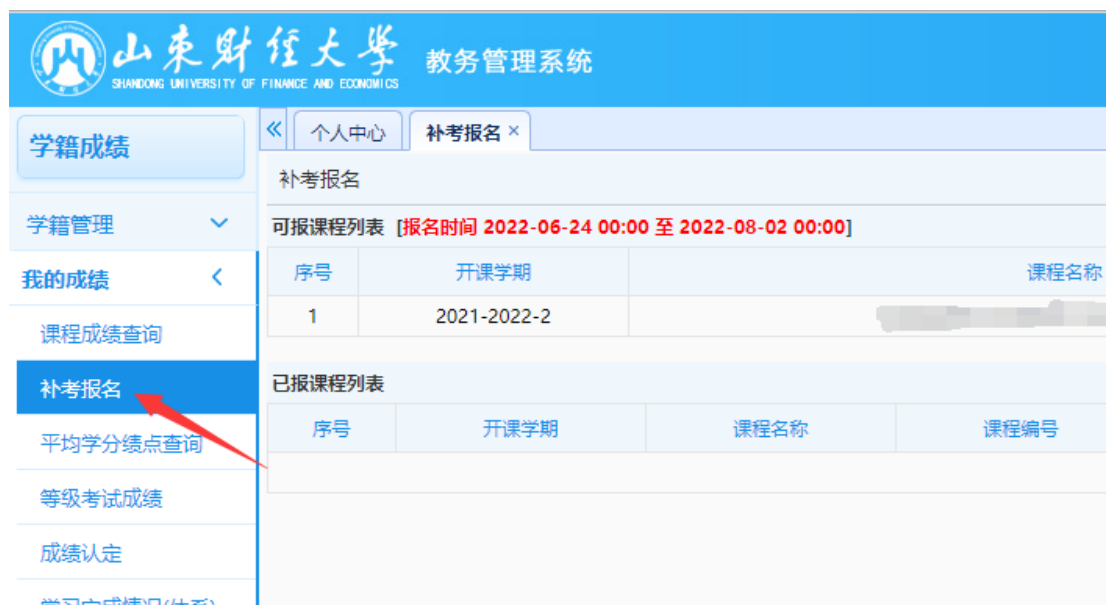 山东财经大学 教务管理系统
SHANDONG UNIVERSITY OF FINANCE AND ECONOMICS
学籍成绩
个人中心 补考报名 ×
补考报名
学籍管理
可报课程列表 [报名时间 2022-06-24 00:00 至 2022-08-02 00:00]
我的成绩
序号 开课学期 课程名称
1 2021-2022-2
课程成绩查询
补考报名
已报课程列表
序号 开课学期 课程名称 课程编号
平均学分绩点查询
等级考试成绩
成绩认定